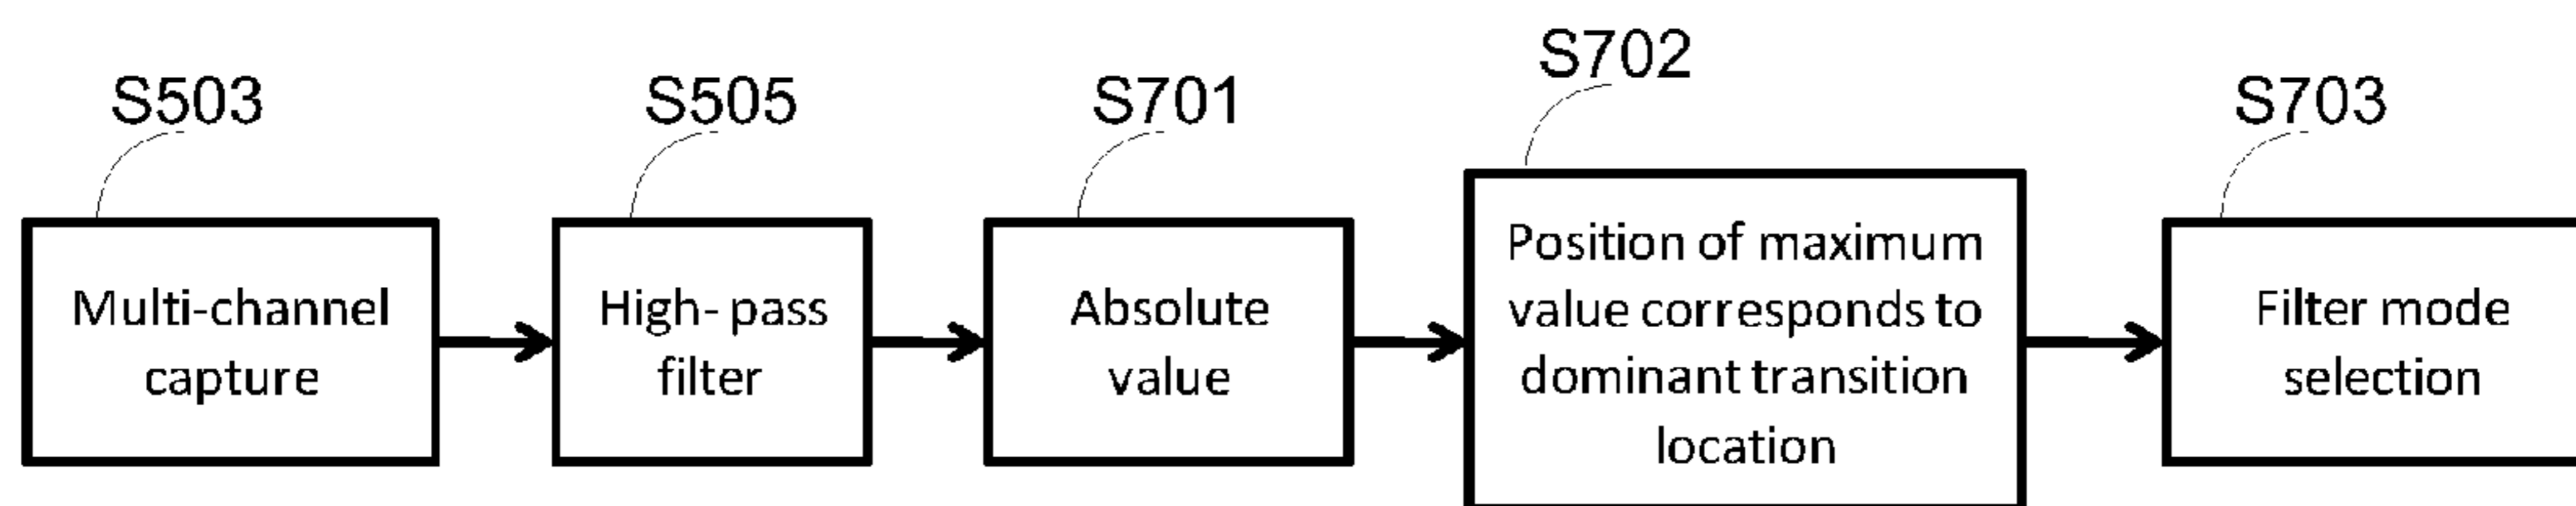 S503
S505
S701
S702
S703
Multi-channel
capture
High- pass
filter
Absolute
value
Position of maximum
value corresponds to
dominant transition
location
Filter mode
selection